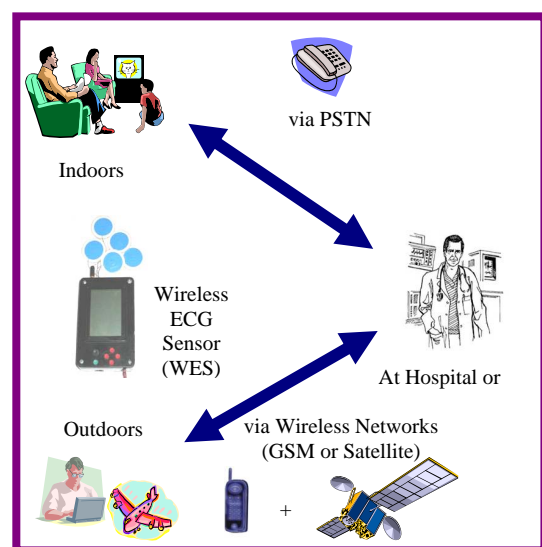 via PSTN
Indoors
Wireless
ECG
Sensor
(WES)
At Hospital or
Outdoors
via Wireless Networks
(GSM or Satellite)
+